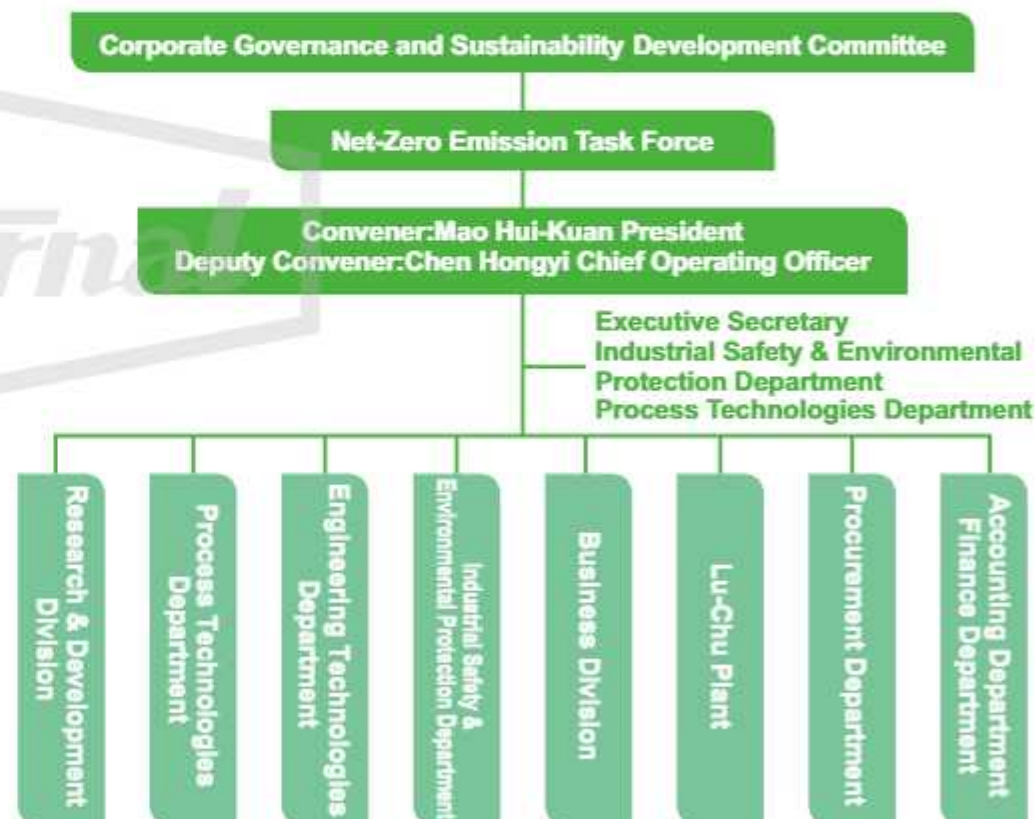 Corporate Governance and Sustainability Development Committee
Net-Zero Emission Task Force
Convener:Mao Hui-Kuan President
Deputy Convener:Chen Hongyi Chief Operating Officer
Executive Secretary
Industrial Safety & Environmental
Protection Department
Process Technologies Department
Research & Development
Division
Process Technologies
Department
Engineering Technologies
Department
Industrial Safety &
Environmental Protection Department
Business Division
Lu-Chu Plant
Procurement Department
Accounting Department
Finance Department